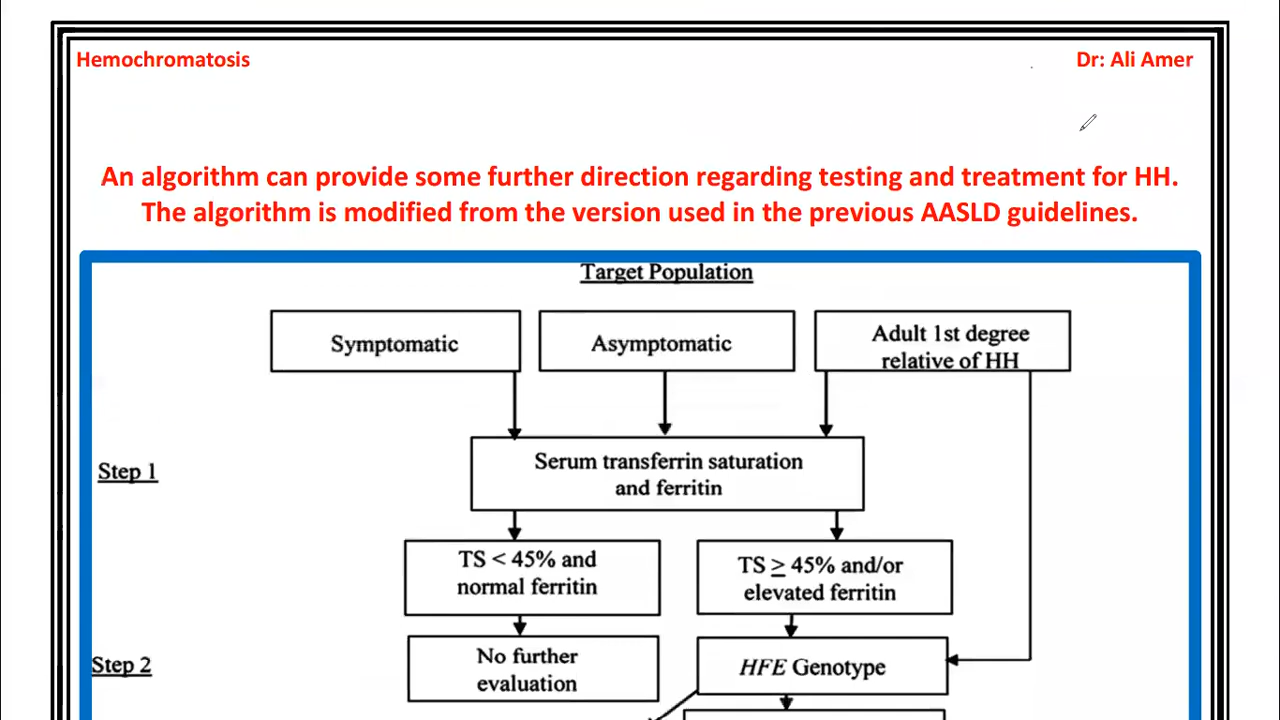 Hemochromatosis
Dr: Ali Amer
An algorithm can provide some further direction regarding testing and treatment for HH.
The algorithm is modified from the version used in the previous AASLD guidelines.
Target Population
Symptomatic
Asymptomatic
Adult 1st degree
relative of HH
Step 1
Serum transferrin saturation
and ferritin
TS < 45% and
normal ferritin
TS ≥ 45% and/or
elevated ferritin
Step 2
No further
evaluation
HFE Genotype